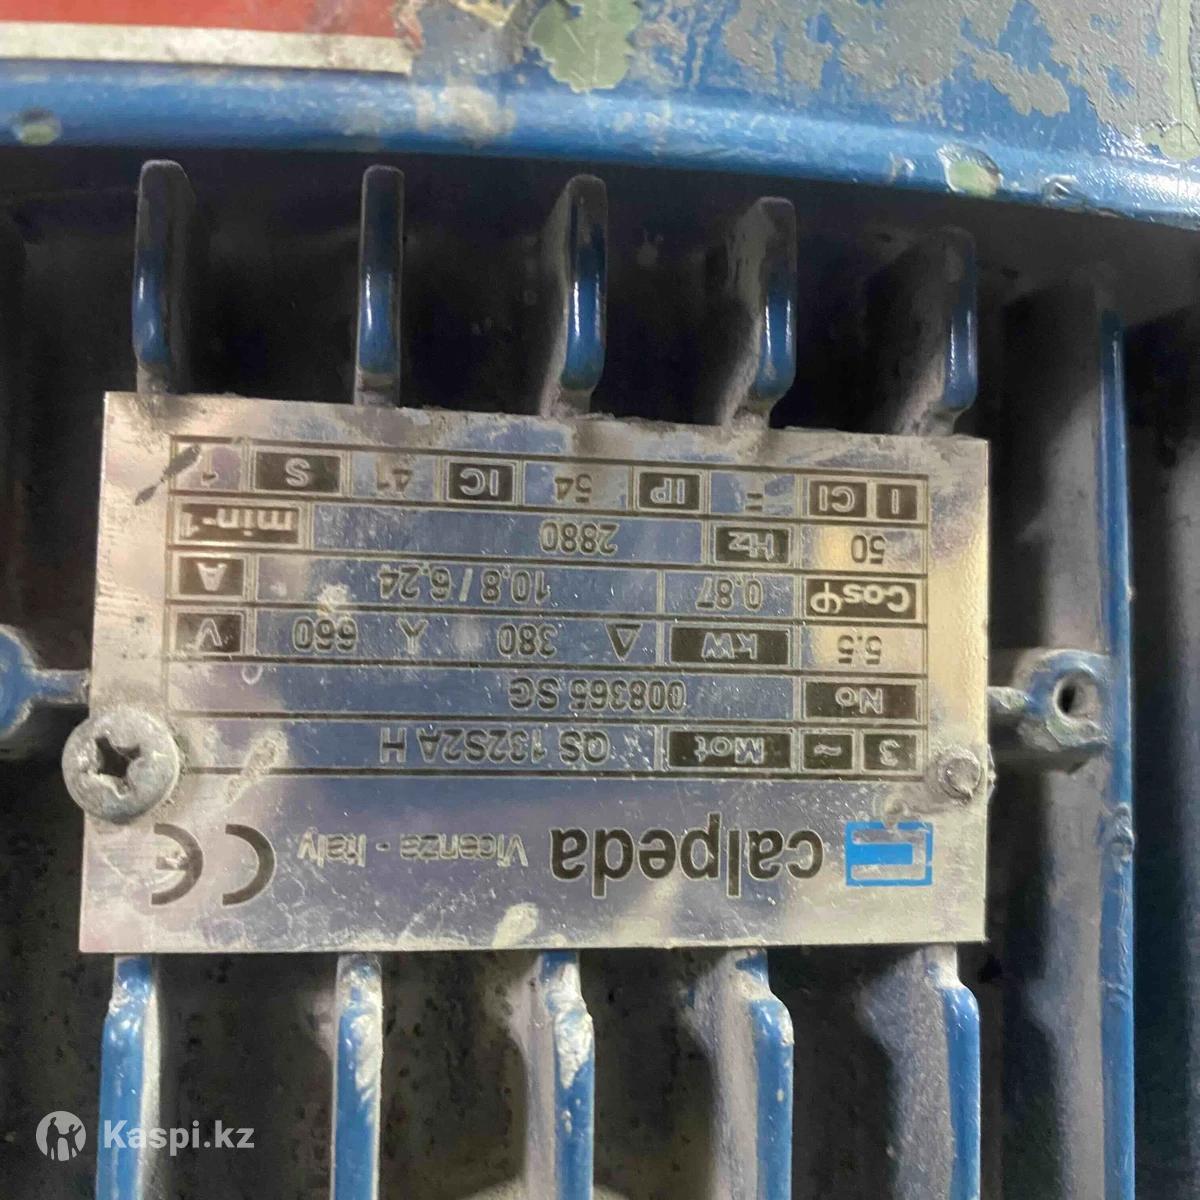 calpeda Vicenza - Italy CE
3 ~ Mot QS 132S2A H
No 008365 SG
5.5 kW Δ 380 Y 660 V
Cosφ 0.87 10,8 / 6,24 A
50 Hz 2880 min-1
I Cl IP 54 IC 41 S 1
Kaspi.kz